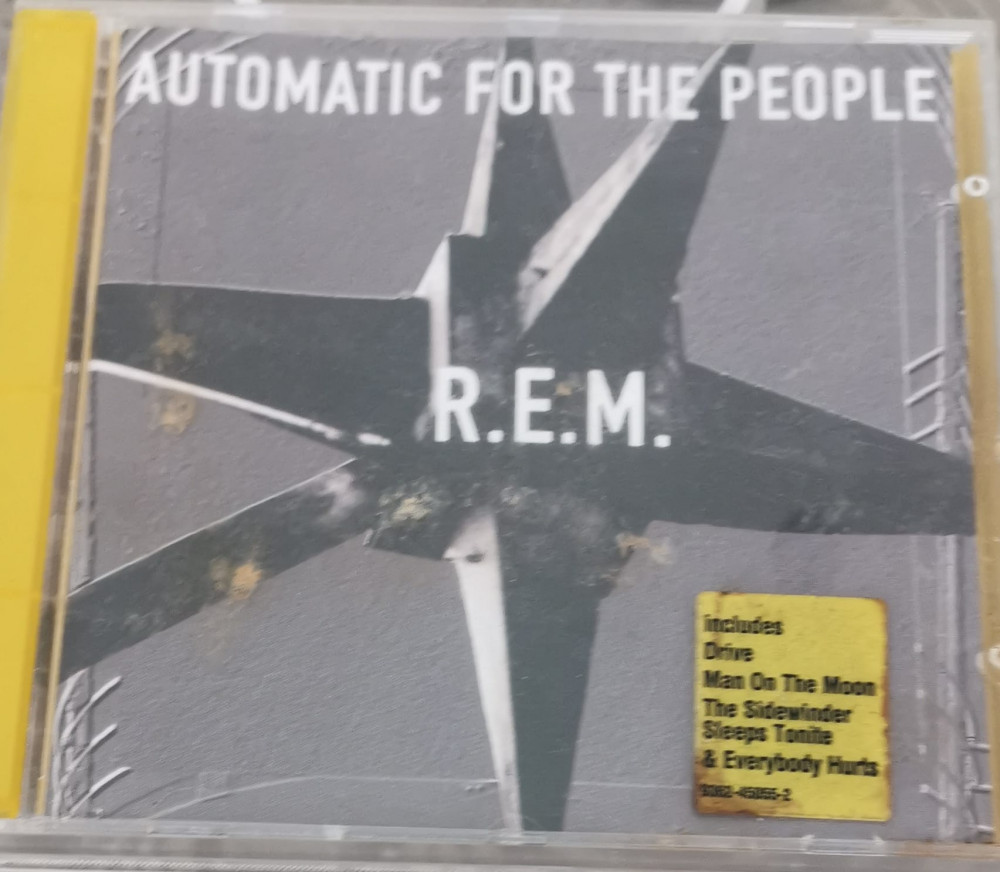 AUTOMATIC FOR THE PEOPLE
R.E.M.
includes
Drive
Man On The Moon
The Sidewinder
Sleeps Tonite
& Everybody Hurts